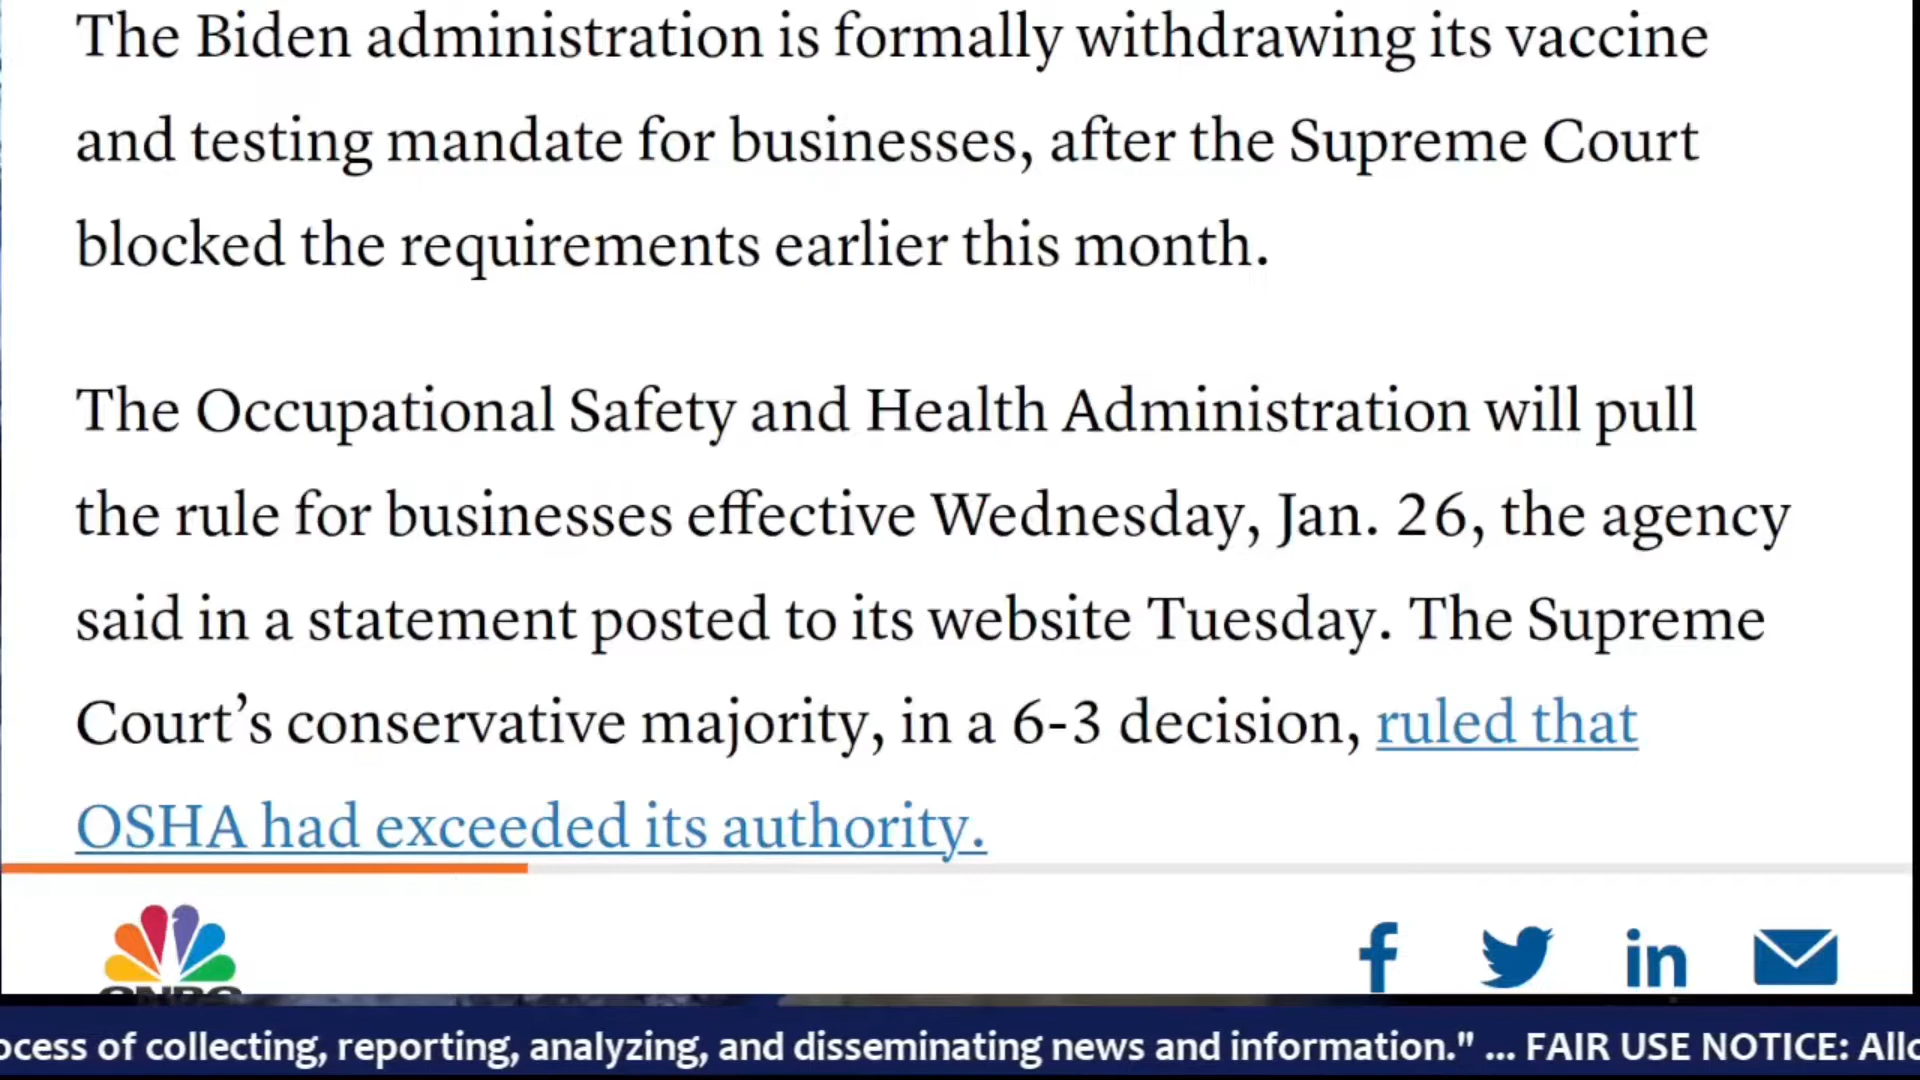 The Biden administration is formally withdrawing its vaccine
and testing mandate for businesses, after the Supreme Court
blocked the requirements earlier this month.
The Occupational Safety and Health Administration will pull
the rule for businesses effective Wednesday, Jan. 26, the agency
said in a statement posted to its website Tuesday. The Supreme
Court’s conservative majority, in a 6-3 decision, ruled that
OSHA had exceeded its authority.
CNBC
of collecting, reporting, analyzing, and disseminating news and information." ... FAIR USE NOTICE: